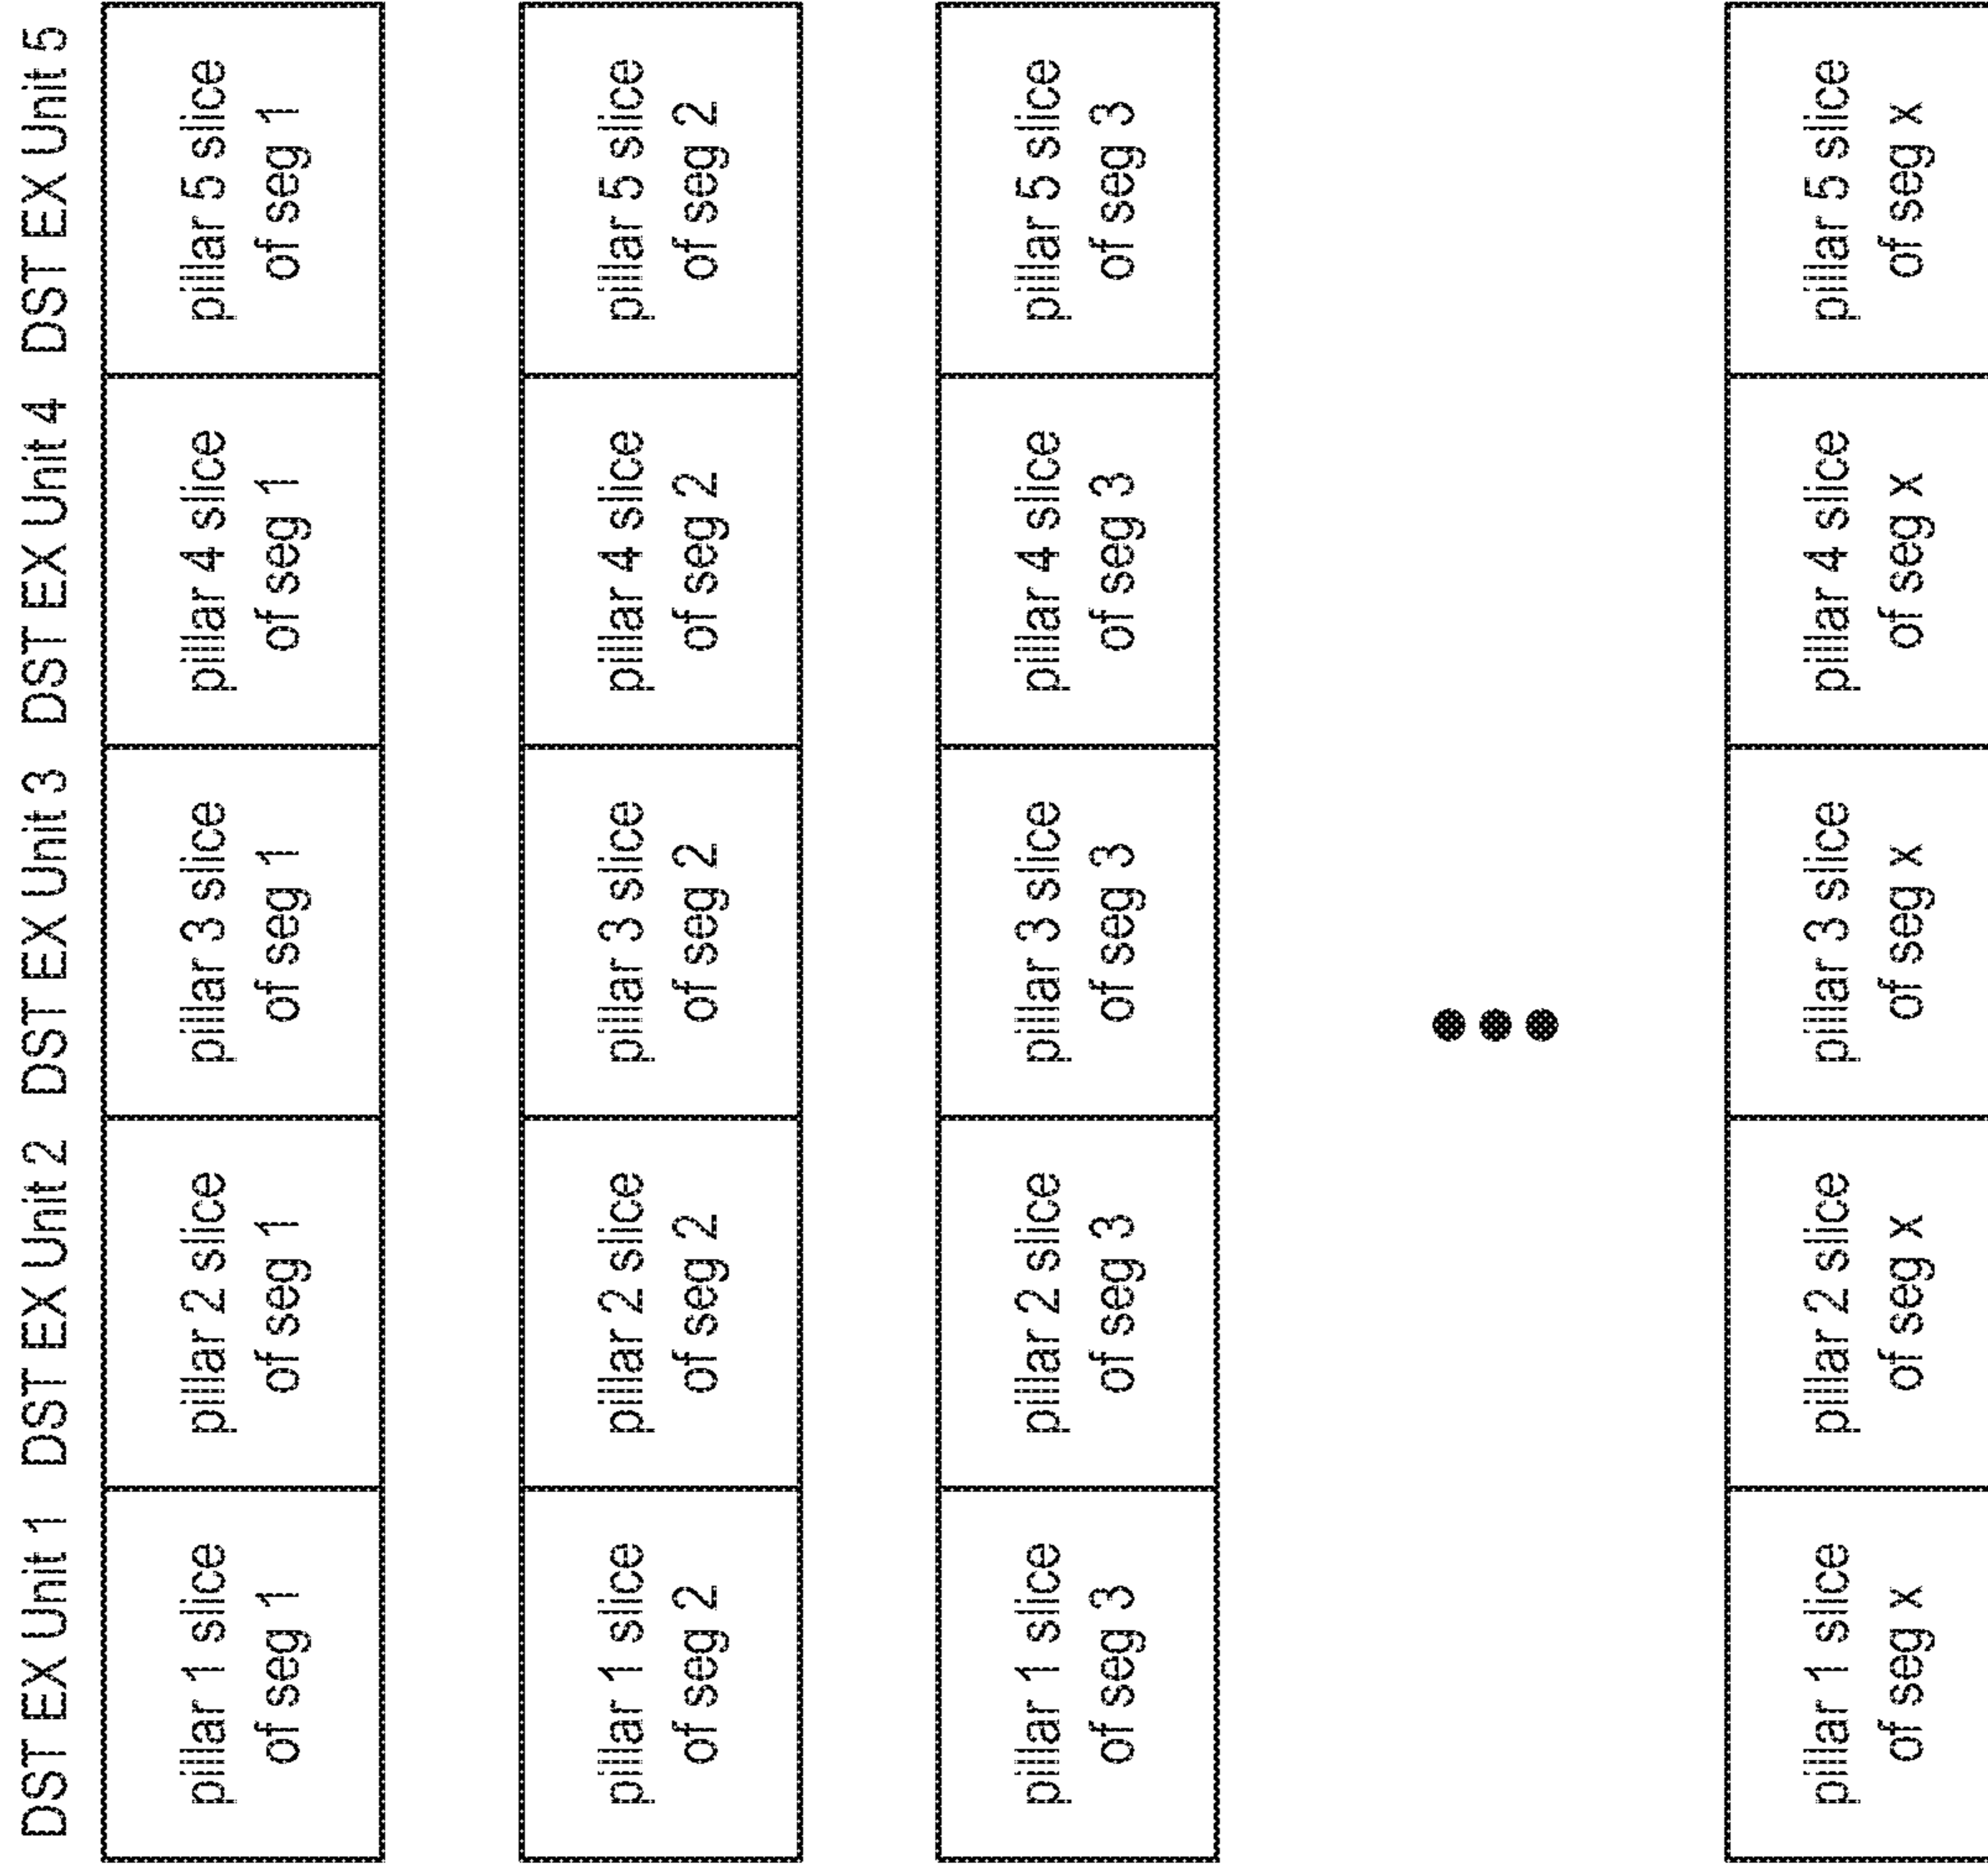 DST EX Unit 1 DST EX Unit 2 DST EX Unit 3 DST EX Unit 4 DST EX Unit 5
pillar 1 slice
of seg 1
pillar 2 slice
of seg 1
pillar 3 slice
of seg 1
pillar 4 slice
of seg 1
pillar 5 slice
of seg 1
pillar 1 slice
of seg 2
pillar 2 slice
of seg 2
pillar 3 slice
of seg 2
pillar 4 slice
of seg 2
pillar 5 slice
of seg 2
pillar 1 slice
of seg 3
pillar 2 slice
of seg 3
pillar 3 slice
of seg 3
pillar 4 slice
of seg 3
pillar 5 slice
of seg 3
pillar 1 slice
of seg x
pillar 2 slice
of seg x
pillar 3 slice
of seg x
pillar 4 slice
of seg x
pillar 5 slice
of seg x